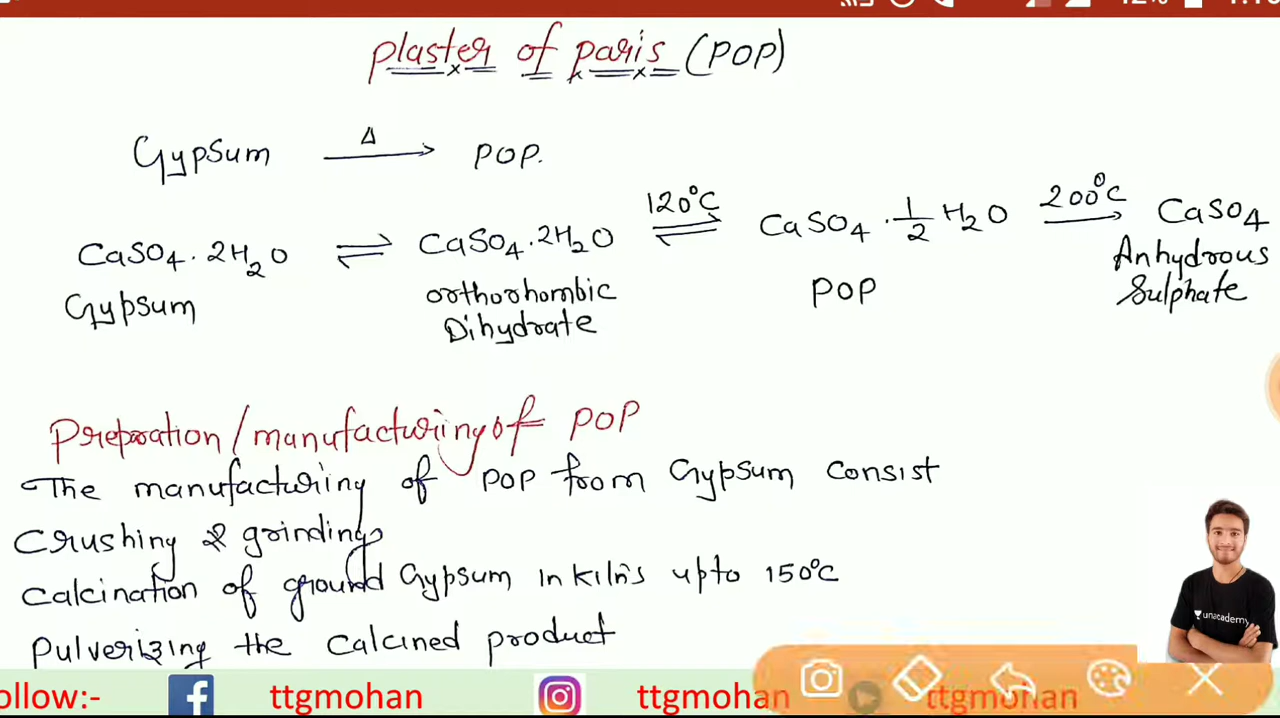 plaster of paris (POP)
Gypsum Δ→ POP.
CaSO4.2H2O ⇌ CaSO4.2H2O 120°C ⇌ CaSO4.1/2 H2O 200°C → CaSO4
Gypsum orthorhombic Dihydrate POP Anhydrous Sulphate
Preparation/manufacturing of POP
The manufacturing of POP from Gypsum consist
Crushing & grinding
calcination of ground Gypsum in kilns upto 150°C
Pulverizing the calcined product
unacademy
ollow:- ttgmohan ttgmohan ttgmohan